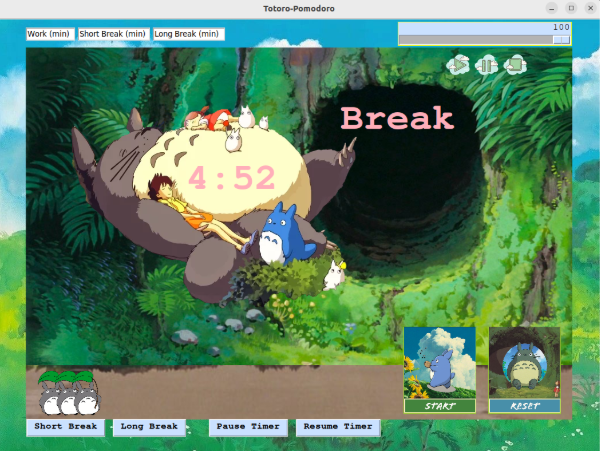 Totoro-Pomodoro
Work (min) Short Break (min) Long Break (min)
100
Break
4:52
START RESET
Short Break Long Break Pause Timer Resume Timer